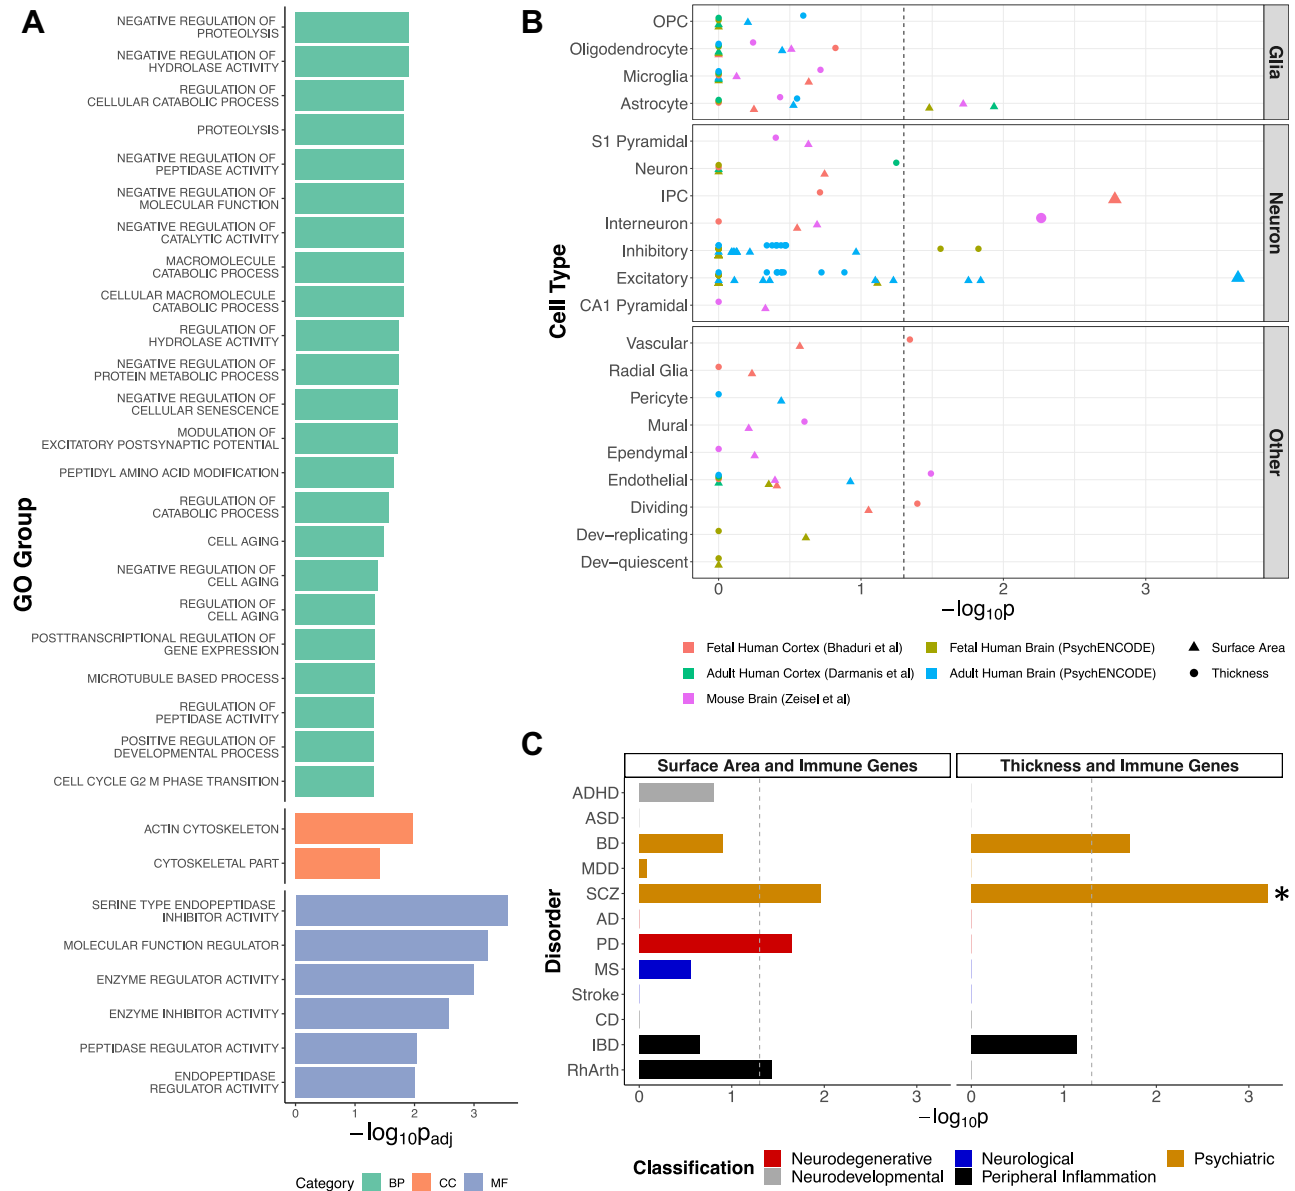 A
GO Group
NEGATIVE REGULATION OF
PROTEOLYSIS
NEGATIVE REGULATION OF
HYDROLASE ACTIVITY
REGULATION OF
CELLULAR CATABOLIC PROCESS
PROTEOLYSIS
NEGATIVE REGULATION OF
PEPTIDASE ACTIVITY
NEGATIVE REGULATION OF
MOLECULAR FUNCTION
NEGATIVE REGULATION OF
CATALYTIC ACTIVITY
MACROMOLECULE
CATABOLIC PROCESS
CELLULAR MACROMOLECULE
CATABOLIC PROCESS
REGULATION OF
HYDROLASE ACTIVITY
NEGATIVE REGULATION OF
PROTEIN METABOLIC PROCESS
NEGATIVE REGULATION OF
CELLULAR SENESCENCE
MODULATION OF
EXCITATORY POSTSYNAPTIC POTENTIAL
PEPTIDYL AMINO ACID MODIFICATION
REGULATION OF
CATABOLIC PROCESS
CELL AGING
NEGATIVE REGULATION OF
CELL AGING
REGULATION OF
CELL AGING
POSTTRANSCRIPTIONAL REGULATION OF
GENE EXPRESSION
MICROTUBULE BASED PROCESS
REGULATION OF
PEPTIDASE ACTIVITY
POSITIVE REGULATION OF
DEVELOPMENTAL PROCESS
CELL CYCLE G2 M PHASE TRANSITION
ACTIN CYTOSKELETON
CYTOSKELETAL PART
SERINE TYPE ENDOPEPTIDASE
INHIBITOR ACTIVITY
MOLECULAR FUNCTION REGULATOR
ENZYME REGULATOR ACTIVITY
ENZYME INHIBITOR ACTIVITY
PEPTIDASE REGULATOR ACTIVITY
ENDOPEPTIDASE
REGULATOR ACTIVITY
0 1 2 3
−log10padj
Category BP CC MF
B
Cell Type
OPC
Oligodendrocyte
Microglia
Astrocyte
Glia
S1 Pyramidal
Neuron
IPC
Interneuron
Inhibitory
Excitatory
CA1 Pyramidal
Neuron
Vascular
Radial Glia
Pericyte
Mural
Ependymal
Endothelial
Dividing
Dev−replicating
Dev−quiescent
Other
0 1 2 3
−log10p
Fetal Human Cortex (Bhaduri et al) Fetal Human Brain (PsychENCODE) Surface Area
Adult Human Cortex (Darmanis et al) Adult Human Brain (PsychENCODE) Thickness
Mouse Brain (Zeisel et al)
C
Surface Area and Immune Genes Thickness and Immune Genes
Disorder
ADHD
ASD
BD
MDD
SCZ *
AD
PD
MS
Stroke
CD
IBD
RhArth
0 1 2 3 0 1 2 3
−log10p
Classification Neurodegenerative Neurological Psychiatric
Neurodevelopmental Peripheral Inflammation